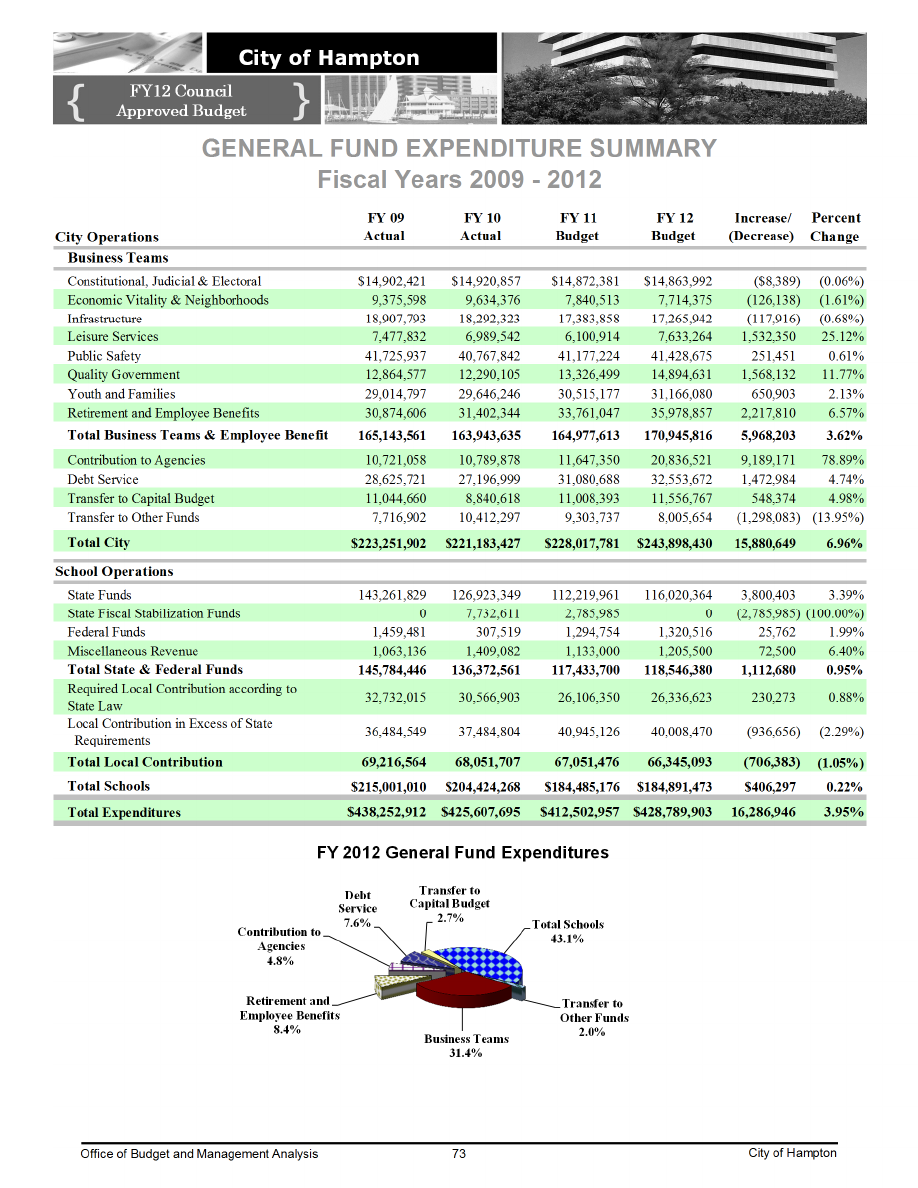 City of Hampton
{ FY12 Council }
Approved Budget
GENERAL FUND EXPENDITURE SUMMARY
Fiscal Years 2009 - 2012
FY 09 FY 10 FY 11 FY 12 Increase/ Percent
City Operations Actual Actual Budget Budget (Decrease) Change
Business Teams
Constitutional, Judicial & Electoral $14,902,421 $14,920,857 $14,872,381 $14,863,992 ($8,389) (0.06%)
Economic Vitality & Neighborhoods 9,375,598 9,634,376 7,840,513 7,714,375 (126,138) (1.61%)
Infrastructure 18,907,793 18,292,323 17,383,858 17,265,942 (117,916) (0.68%)
Leisure Services 7,477,832 6,989,542 6,100,914 7,633,264 1,532,350 25.12%
Public Safety 41,725,937 40,767,842 41,177,224 41,428,675 251,451 0.61%
Quality Government 12,864,577 12,290,105 13,326,499 14,894,631 1,568,132 11.77%
Youth and Families 29,014,797 29,646,246 30,515,177 31,166,080 650,903 2.13%
Retirement and Employee Benefits 30,874,606 31,402,344 33,761,047 35,978,857 2,217,810 6.57%
Total Business Teams & Employee Benefit 165,143,561 163,943,635 164,977,613 170,945,816 5,968,203 3.62%
Contribution to Agencies 10,721,058 10,789,878 11,647,350 20,836,521 9,189,171 78.89%
Debt Service 28,625,721 27,196,999 31,080,688 32,553,672 1,472,984 4.74%
Transfer to Capital Budget 11,044,660 8,840,618 11,008,393 11,556,767 548,374 4.98%
Transfer to Other Funds 7,716,902 10,412,297 9,303,737 8,005,654 (1,298,083) (13.95%)
Total City $223,251,902 $221,183,427 $228,017,781 $243,898,430 15,880,649 6.96%
School Operations
State Funds 143,261,829 126,923,349 112,219,961 116,020,364 3,800,403 3.39%
State Fiscal Stabilization Funds 0 7,732,611 2,785,985 0 (2,785,985) (100.00%)
Federal Funds 1,459,481 307,519 1,294,754 1,320,516 25,762 1.99%
Miscellaneous Revenue 1,063,136 1,409,082 1,133,000 1,205,500 72,500 6.40%
Total State & Federal Funds 145,784,446 136,372,561 117,433,700 118,546,380 1,112,680 0.95%
Required Local Contribution according to
State Law 32,732,015 30,566,903 26,106,350 26,336,623 230,273 0.88%
Local Contribution in Excess of State
Requirements 36,484,549 37,484,804 40,945,126 40,008,470 (936,656) (2.29%)
Total Local Contribution 69,216,564 68,051,707 67,051,476 66,345,093 (706,383) (1.05%)
Total Schools $215,001,010 $204,424,268 $184,485,176 $184,891,473 $406,297 0.22%
Total Expenditures $438,252,912 $425,607,695 $412,502,957 $428,789,903 16,286,946 3.95%
FY 2012 General Fund Expenditures
Debt
Service
7.6%
Transfer to
Capital Budget
2.7%
Total Schools
43.1%
Contribution to
Agencies
4.8%
Retirement and
Employee Benefits
8.4%
Business Teams
31.4%
Transfer to
Other Funds
2.0%
Office of Budget and Management Analysis 73 City of Hampton